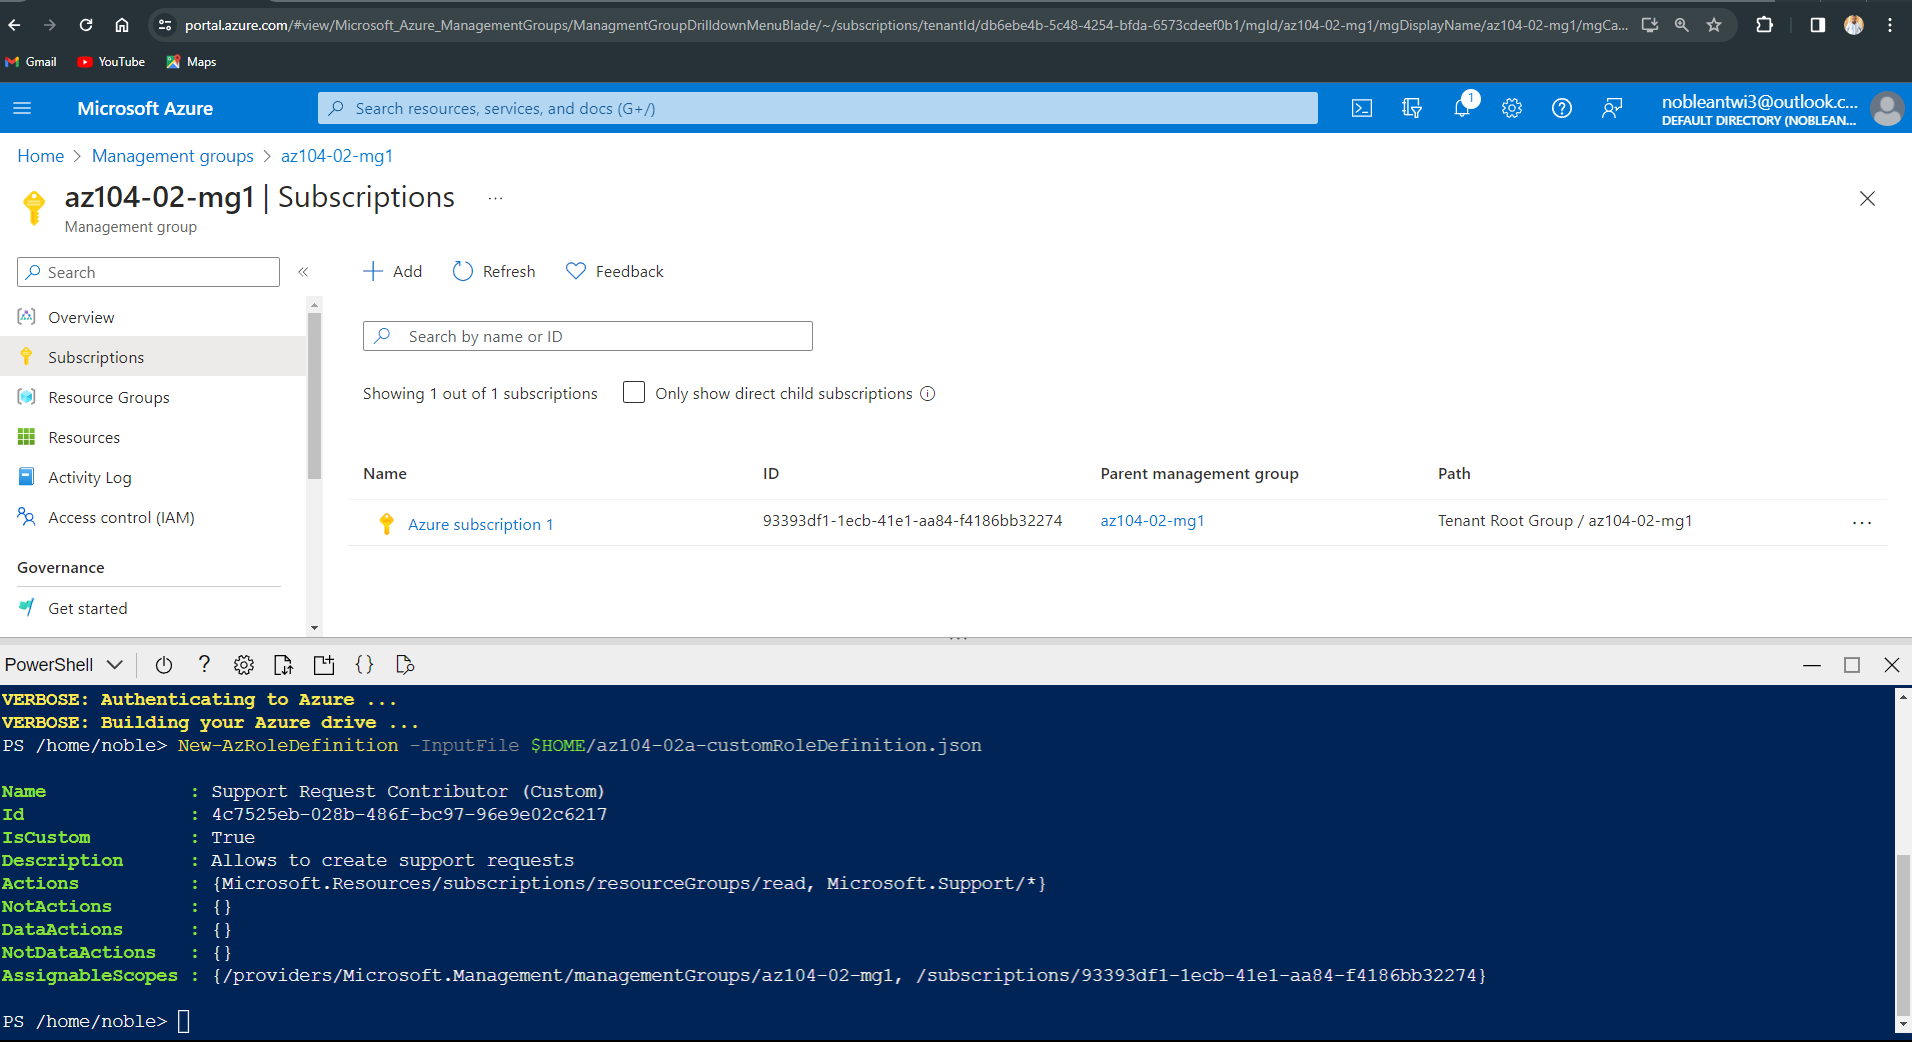 portal.azure.com/#view/Microsoft_Azure_ManagementGroups/ManagmentGroupDrilldownMenuBlade/~/subscriptions/tenantId/db6ebe4b-5c48-4254-bfda-6573cdeef0b1/mgId/az104-02-mg1/mgDisplayName/az104-02-mg1/mgCa...
Gmail YouTube Maps
Microsoft Azure
Search resources, services, and docs (G+/)
1
nobleantwi3@outlook.c...
DEFAULT DIRECTORY (NOBLEAN...
Home > Management groups > az104-02-mg1
az104-02-mg1 | Subscriptions ...
Management group
Search «
Add Refresh Feedback
Overview
Subscriptions
Resource Groups
Resources
Activity Log
Access control (IAM)
Governance
Get started
Search by name or ID
Showing 1 out of 1 subscriptions Only show direct child subscriptions
Name ID Parent management group Path
Azure subscription 1 93393df1-1ecb-41e1-aa84-f4186bb32274 az104-02-mg1 Tenant Root Group / az104-02-mg1 ...
PowerShell ? {}
VERBOSE: Authenticating to Azure ...
VERBOSE: Building your Azure drive ...
PS /home/noble> New-AzRoleDefinition -InputFile $HOME/az104-02a-customRoleDefinition.json
Name : Support Request Contributor (Custom)
Id : 4c7525eb-028b-486f-bc97-96e9e02c6217
IsCustom : True
Description : Allows to create support requests
Actions : {Microsoft.Resources/subscriptions/resourceGroups/read, Microsoft.Support/*}
NotActions : {}
DataActions : {}
NotDataActions : {}
AssignableScopes : {/providers/Microsoft.Management/managementGroups/az104-02-mg1, /subscriptions/93393df1-1ecb-41e1-aa84-f4186bb32274}
PS /home/noble>